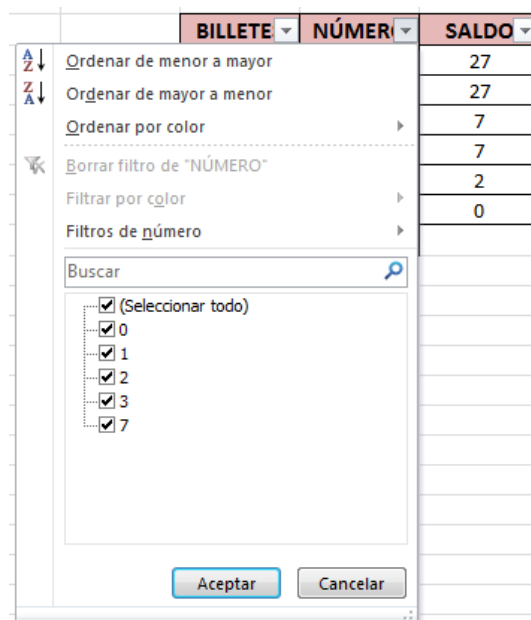 BILLETE NÚMER SALDO
Ordenar de menor a mayor
Ordenar de mayor a menor
Ordenar por color
Borrar filtro de "NÚMERO"
Filtrar por color
Filtros de número
Buscar
(Seleccionar todo)
0
1
2
3
7
Aceptar Cancelar
27
27
7
7
2
0